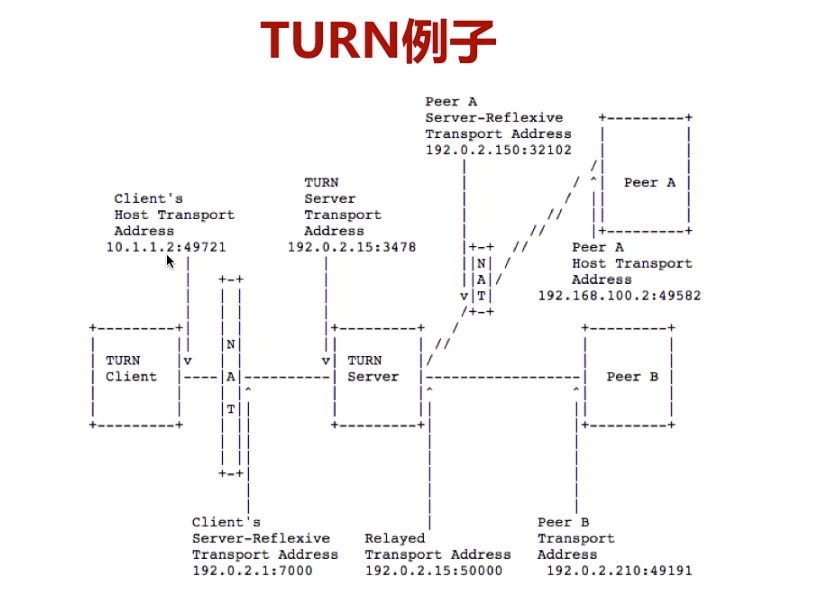 TURN例子
Peer A
Server-Reflexive
Transport Address
192.0.2.150:32102
TURN
Server
Transport
Address
192.0.2.15:3478
Client's
Host Transport
Address
10.1.1.2:49721
Peer A
Peer A
Host Transport
Address
192.168.100.2:49582
N
A
T
TURN
Client
N
A
T
TURN
Server
Peer B
Client's
Server-Reflexive
Transport Address
192.0.2.1:7000
Relayed
Transport Address
192.0.2.15:50000
Peer B
Transport
Address
192.0.2.210:49191